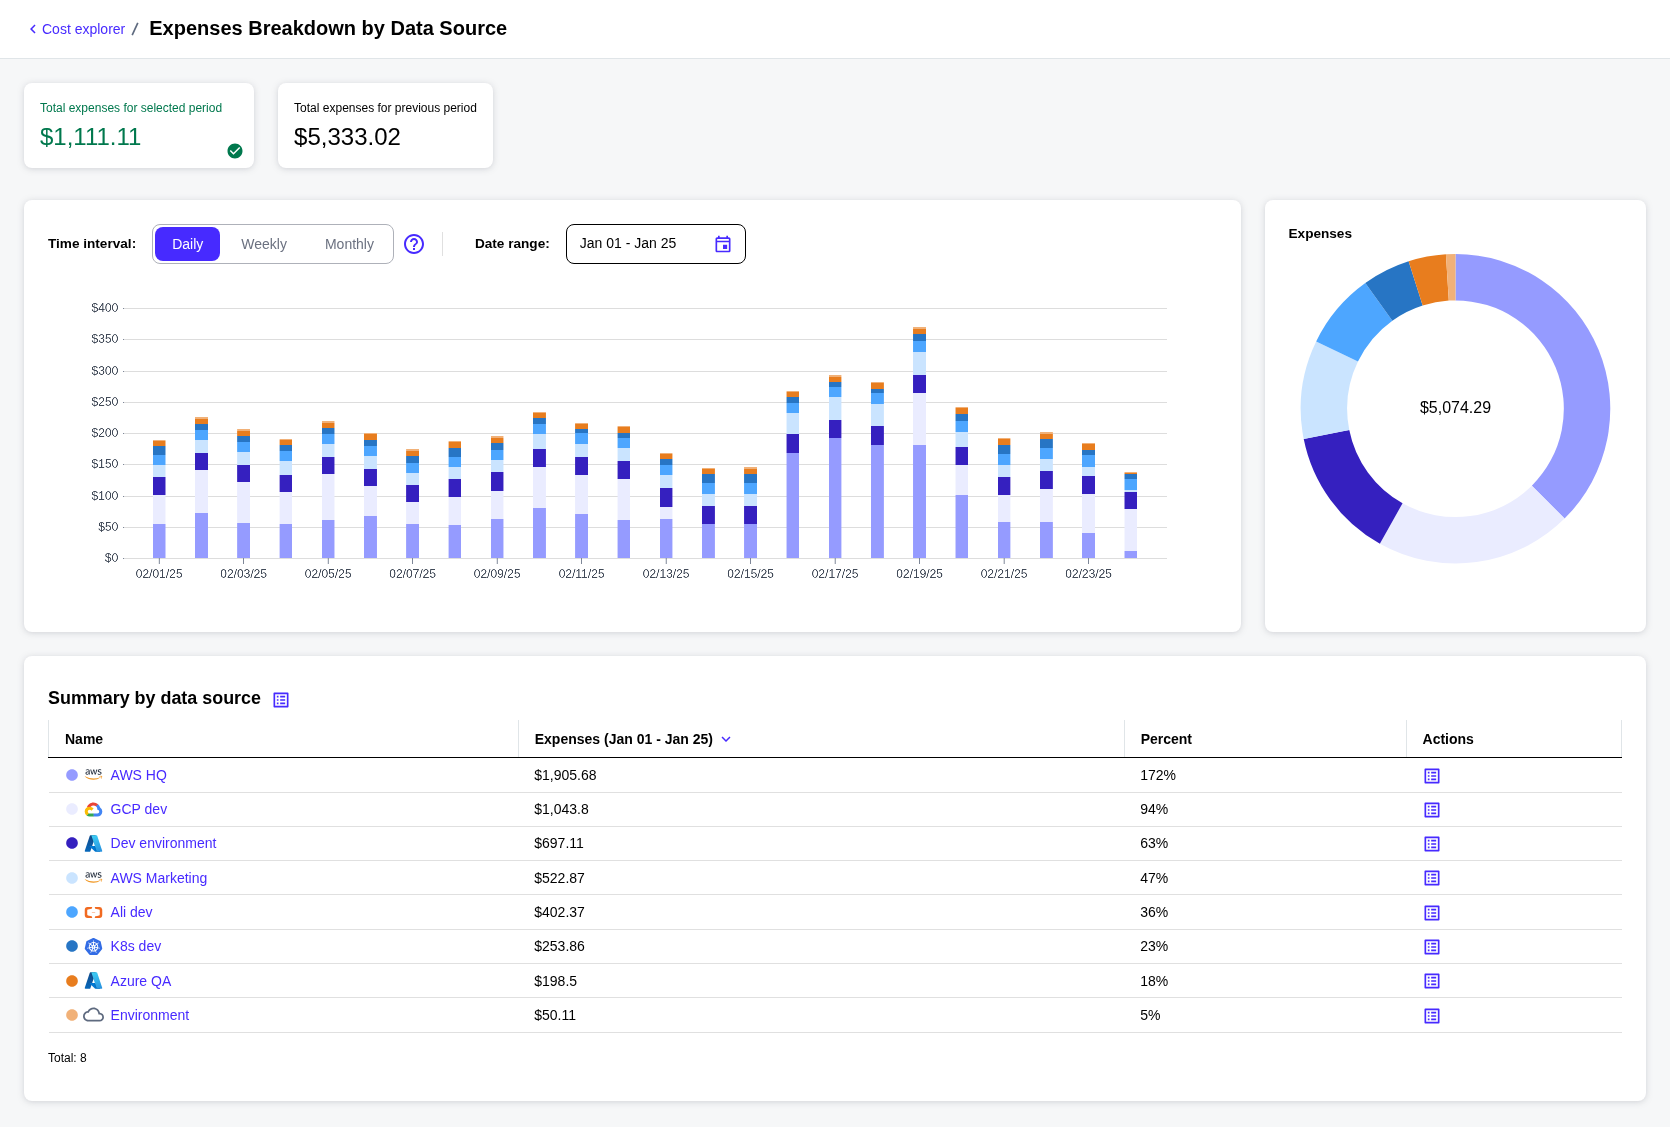 Cost explorer / Expenses Breakdown by Data Source
Total expenses for selected period
$1,111.11
Total expenses for previous period
$5,333.02
Time interval: Daily Weekly Monthly Date range: Jan 01 - Jan 25
$400
$350
$300
$250
$200
$150
$100
$50
$0
02/01/25 02/03/25 02/05/25 02/07/25 02/09/25 02/11/25 02/13/25 02/15/25 02/17/25 02/19/25 02/21/25 02/23/25
Expenses
$5,074.29
Summary by data source
Name Expenses (Jan 01 - Jan 25) Percent Actions
aws AWS HQ $1,905.68 172%
GCP dev $1,043.8 94%
Dev environment $697.11 63%
aws AWS Marketing $522.87 47%
Ali dev $402.37 36%
K8s dev $253.86 23%
Azure QA $198.5 18%
Environment $50.11 5%
Total: 8